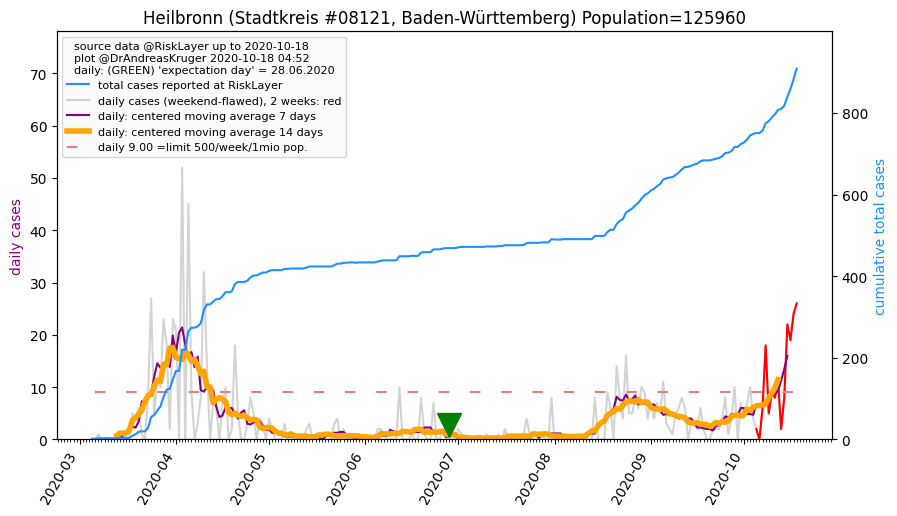 Heilbronn (Stadtkreis #08121, Baden-Württemberg) Population=125960
source data @RiskLayer up to 2020-10-18
plot @DrAndreasKruger 2020-10-18 04:52
daily: (GREEN) 'expectation day' = 28.06.2020
total cases reported at RiskLayer
daily cases (weekend-flawed), 2 weeks: red
daily: centered moving average 7 days
daily: centered moving average 14 days
daily 9.00 =limit 500/week/1mio pop.
daily cases
70
60
50
40
30
20
10
0
cumulative total cases
800
600
400
200
0
2020-03
2020-04
2020-05
2020-06
2020-07
2020-08
2020-09
2020-10